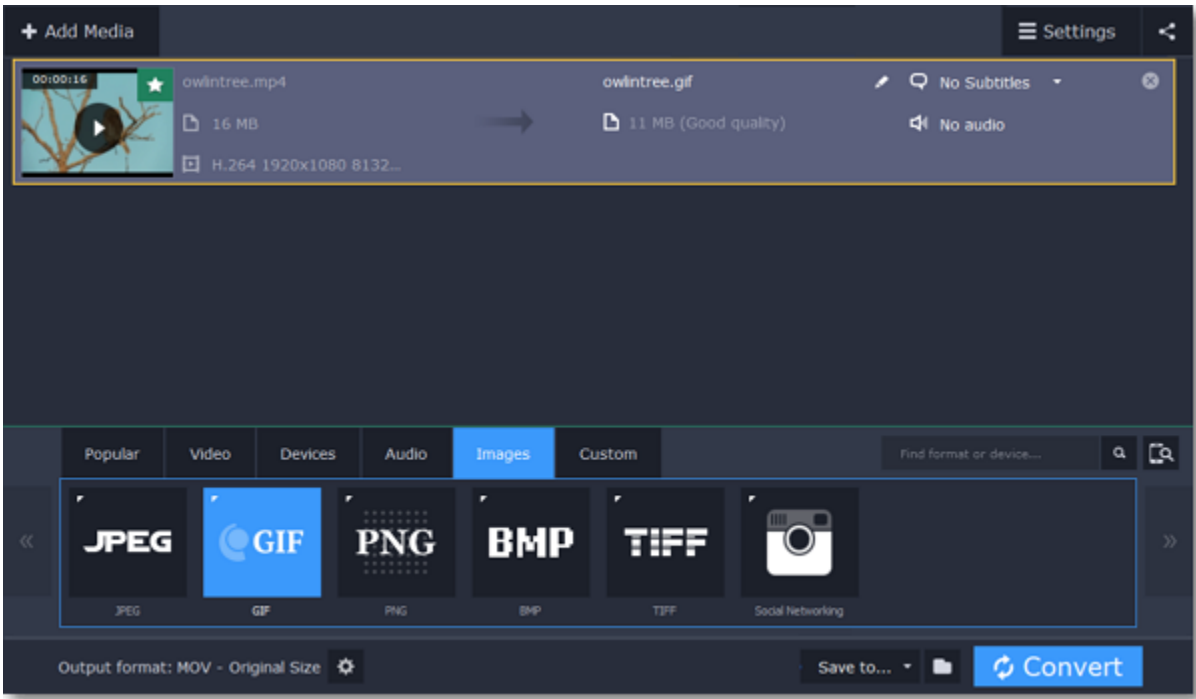 Add Media
Settings
00:00:16
owlintree.mp4
owlintree.gif
No Subtitles
16 MB
11 MB (Good quality)
No audio
H.264 1920x1080 8132...
Popular
Video
Devices
Audio
Images
Custom
Find format or device...
JPEG
GIF
PNG
BMP
TIFF
JPEG
GIF
PNG
BMP
TIFF
Social Networking
Output format: MOV - Original Size
Save to...
Convert